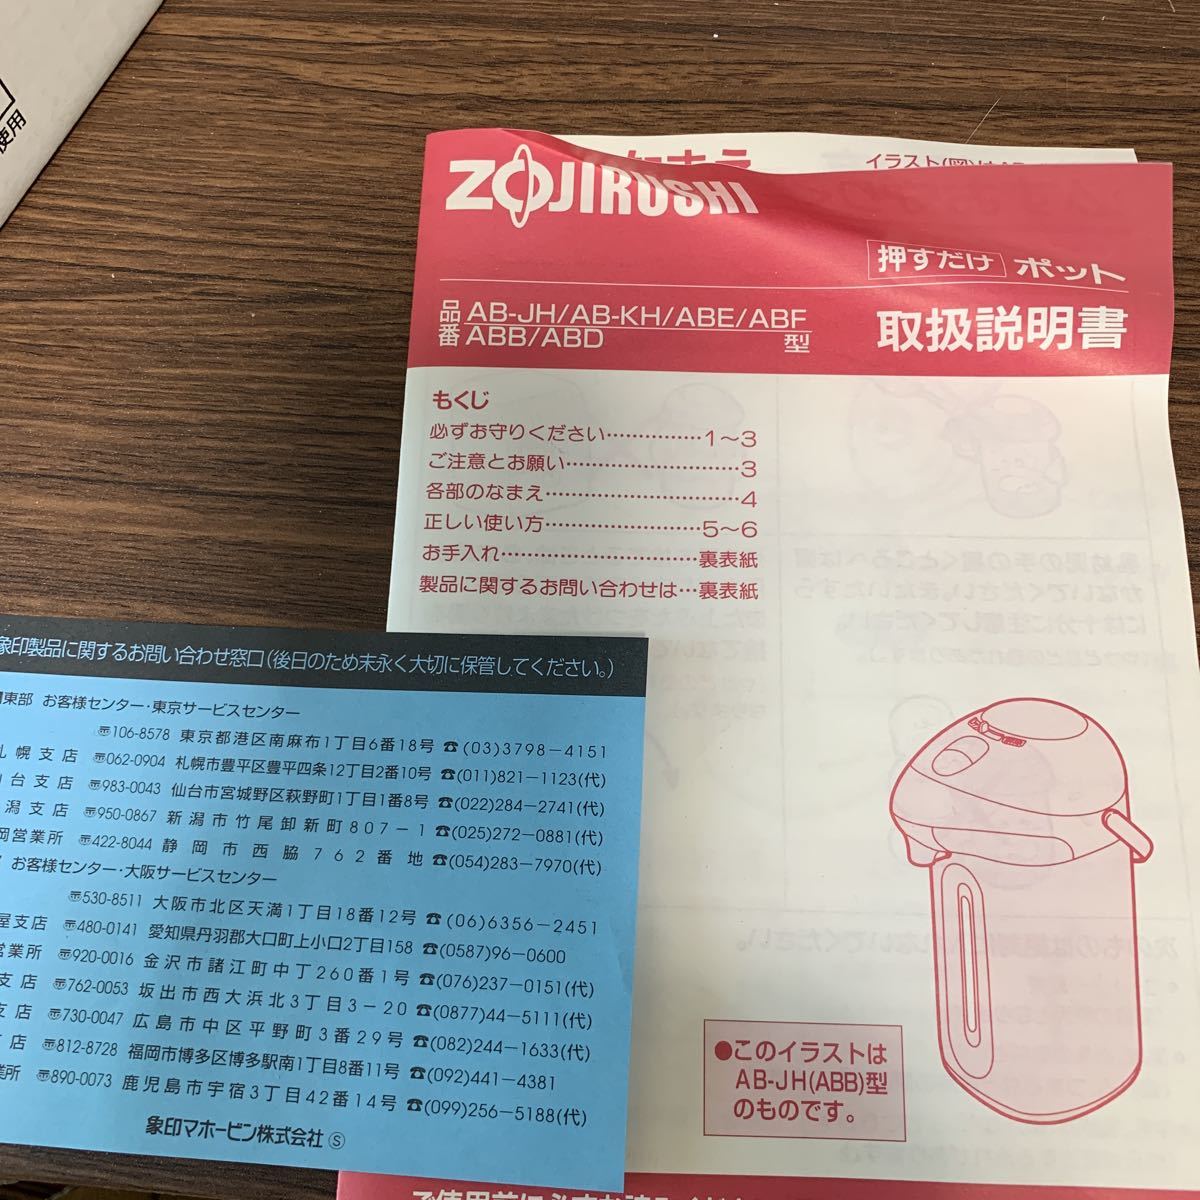 使用
イラスト(図)は
ZOJIRUSHI
押すだけ ポット
取扱説明書
品番 AB-JH/AB-KH/ABE/ABF
ABB/ABD 型
もくじ
必ずお守りください……………1〜3
ご注意とお願い……………………3
各部のなまえ………………………4
正しい使い方…………………5〜6
お手入れ………………………裏表紙
製品に関するお問い合わせは…裏表紙
●このイラストは
AB-JH(ABB)型
のものです。
象印製品に関するお問い合わせ窓口(後日のため末永く大切に保管してください。)
東部 お客様センター・東京サービスセンター
〒106-8578 東京都港区南麻布1丁目6番18号 ☎(03)3798-4151
札幌支店 〒062-0904 札幌市豊平区豊平四条12丁目2番10号 ☎(011)821-1123(代)
台支店 〒983-0043 仙台市宮城野区萩野町1丁目1番8号 ☎(022)284-2741(代)
潟支店 〒950-0867 新潟市竹尾卸新町807-1 ☎(025)272-0881(代)
岡営業所 〒422-8044 静岡市西脇762番地 ☎(054)283-7970(代)
お客様センター・大阪サービスセンター
〒530-8511 大阪市北区天満1丁目18番12号 ☎(06)6356-2451
屋支店 〒480-0141 愛知県丹羽郡大口町上小口2丁目158 ☎(0587)96-0600
営業所 〒920-0016 金沢市諸江町中丁260番1号 ☎(076)237-0151(代)
支店 〒762-0053 坂出市西大浜北3丁目3-20 ☎(0877)44-5111(代)
支店 〒730-0047 広島市中区平野町3番29号 ☎(082)244-1633(代)
店 〒812-8728 福岡市博多区博多駅南1丁目8番11号 ☎(092)441-4381
業所 〒890-0073 鹿児島市宇宿3丁目42番14号 ☎(099)256-5188(代)
象印マホービン株式会社 Ⓢ